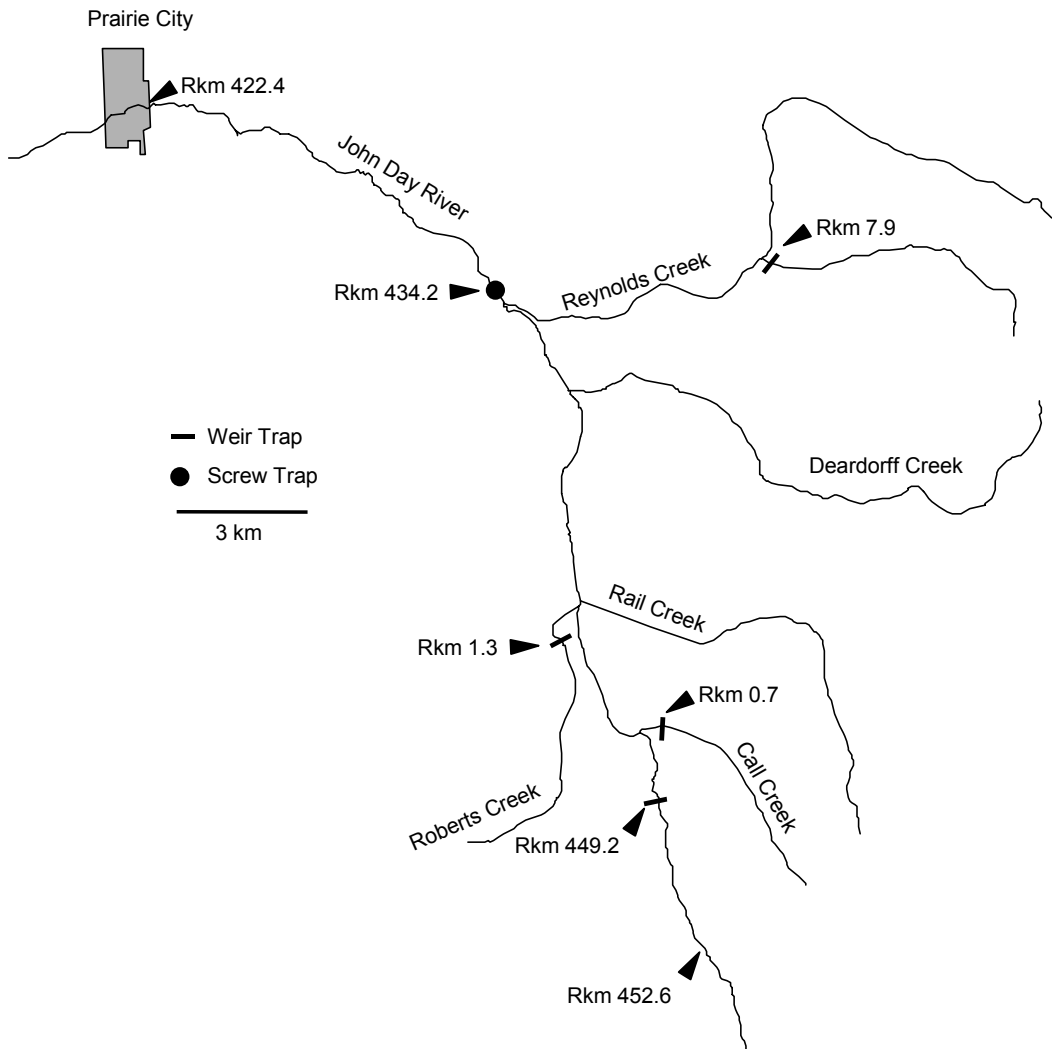 Prairie City
Rkm 422.4
John Day River
Rkm 7.9
Reynolds Creek
Rkm 434.2
Weir Trap
Screw Trap
3 km
Deardorff Creek
Rail Creek
Rkm 1.3
Rkm 0.7
Call Creek
Roberts Creek
Rkm 449.2
Rkm 452.6